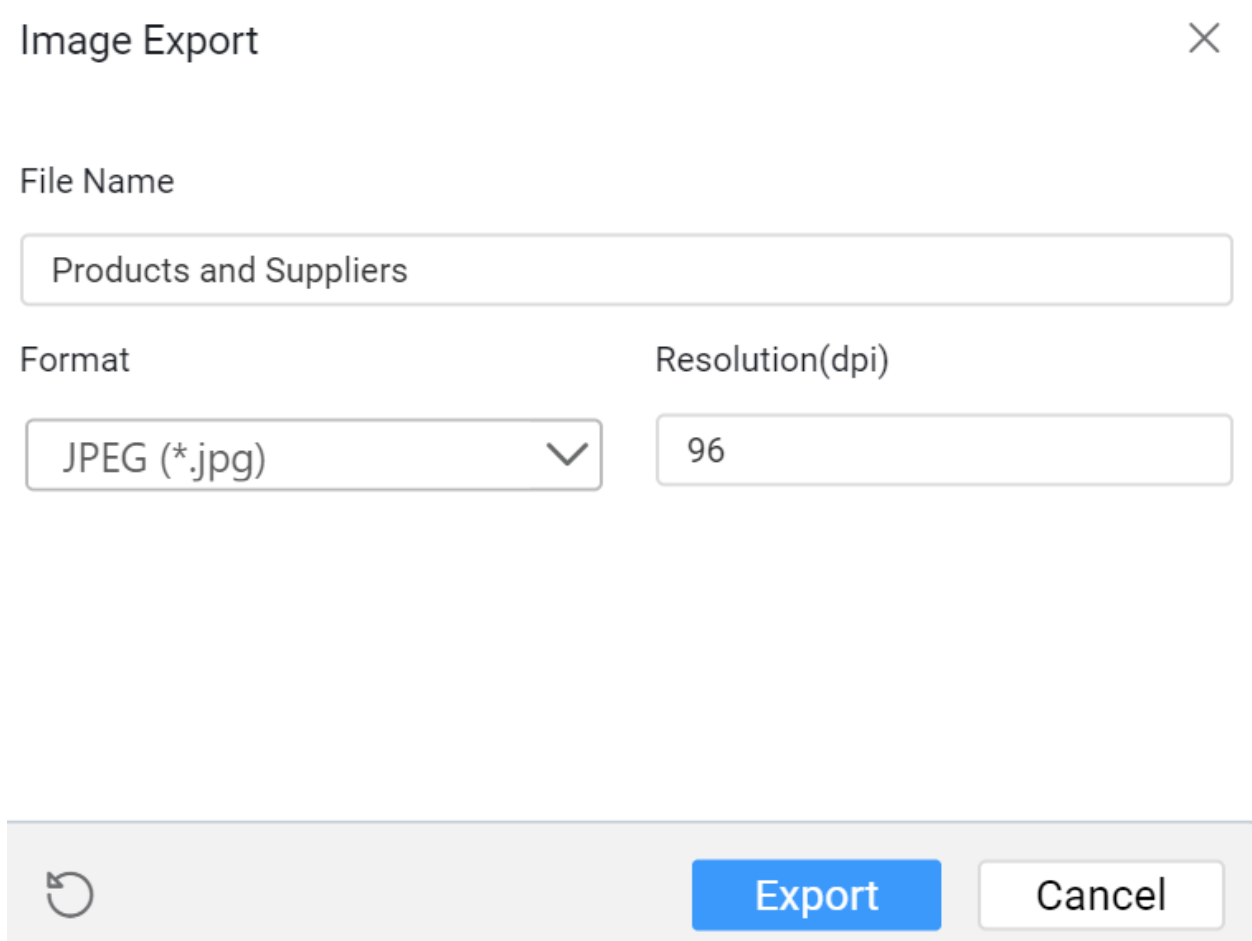 Image Export
File Name
Products and Suppliers
Format
Resolution(dpi)
JPEG (*.jpg)
96
Export
Cancel